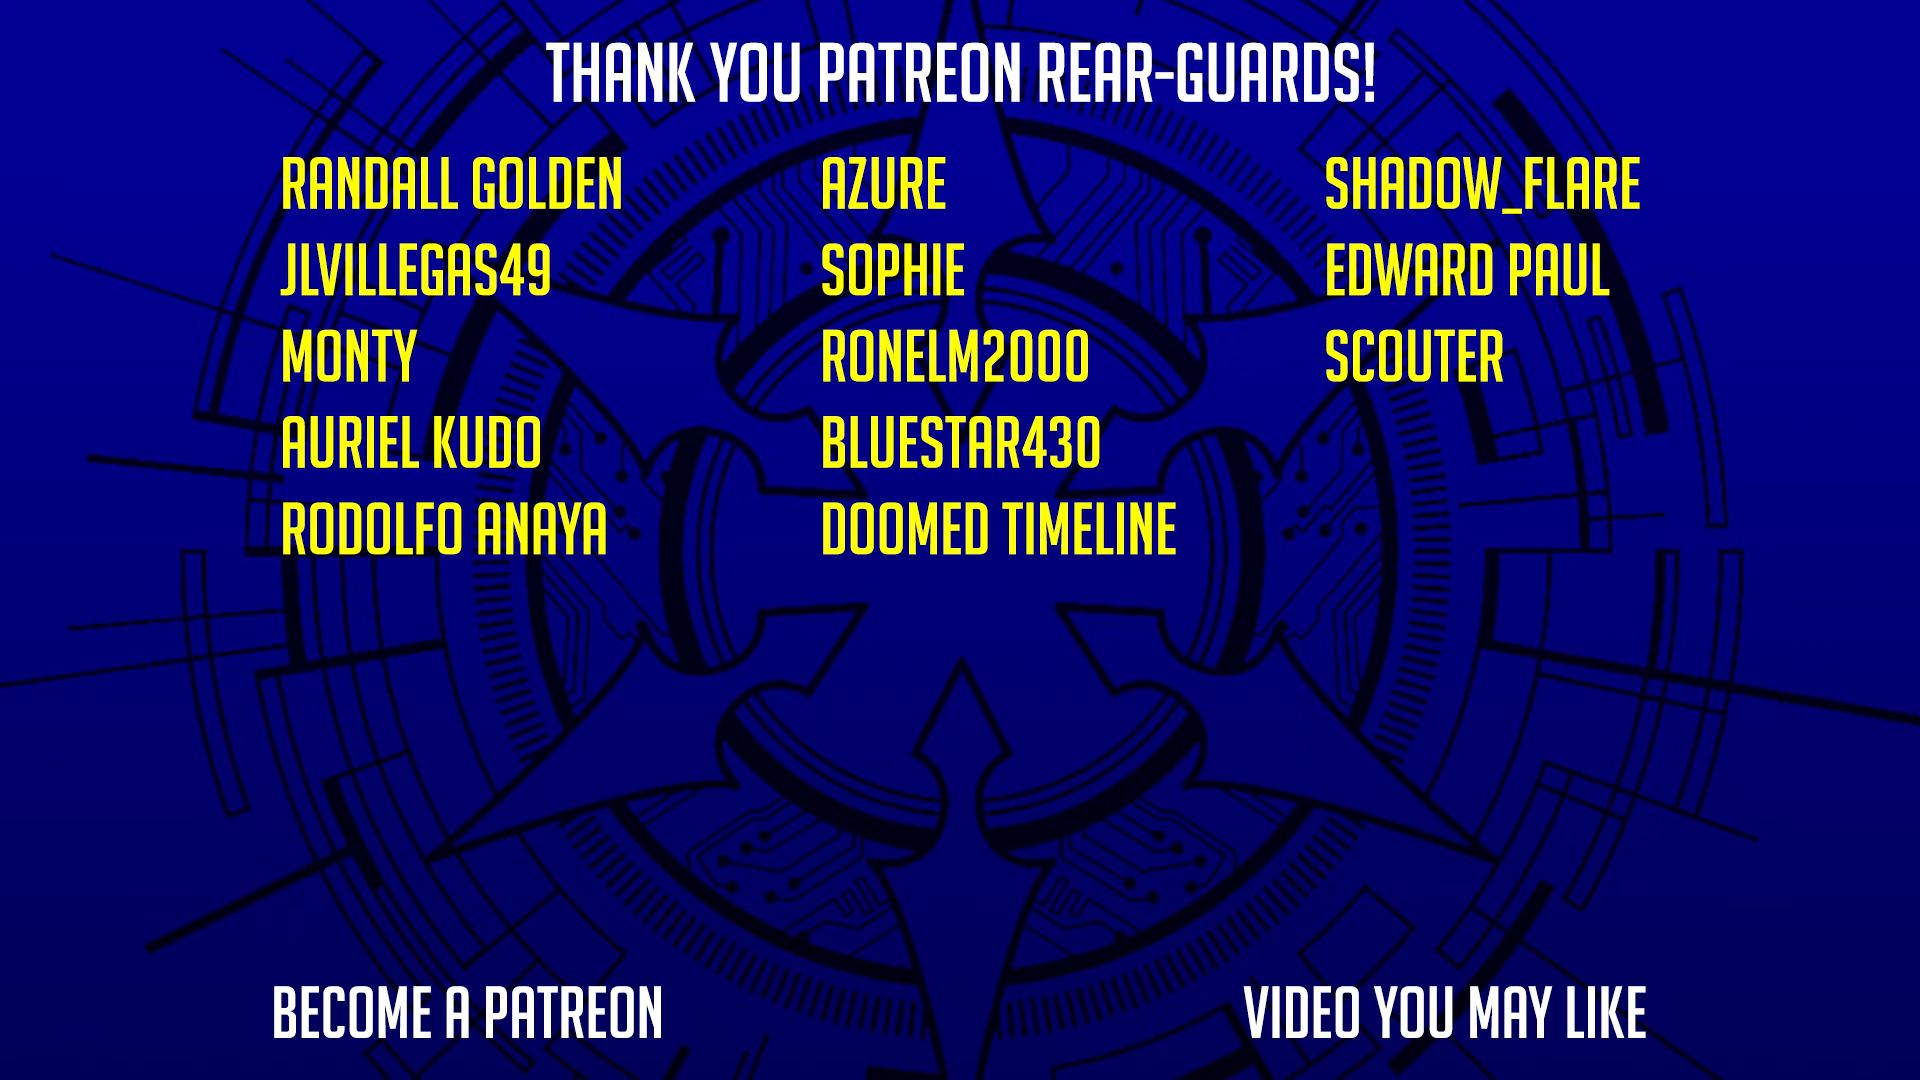 THANK YOU PATREON REAR-GUARDS!
RANDALL GOLDEN
JLVILLEGAS49
MONTY
AURIEL KUDO
RODOLFO ANAYA
AZURE
SOPHIE
RONELM2000
BLUESTAR430
DOOMED TIMELINE
SHADOW_FLARE
EDWARD PAUL
SCOUTER
BECOME A PATREON
VIDEO YOU MAY LIKE